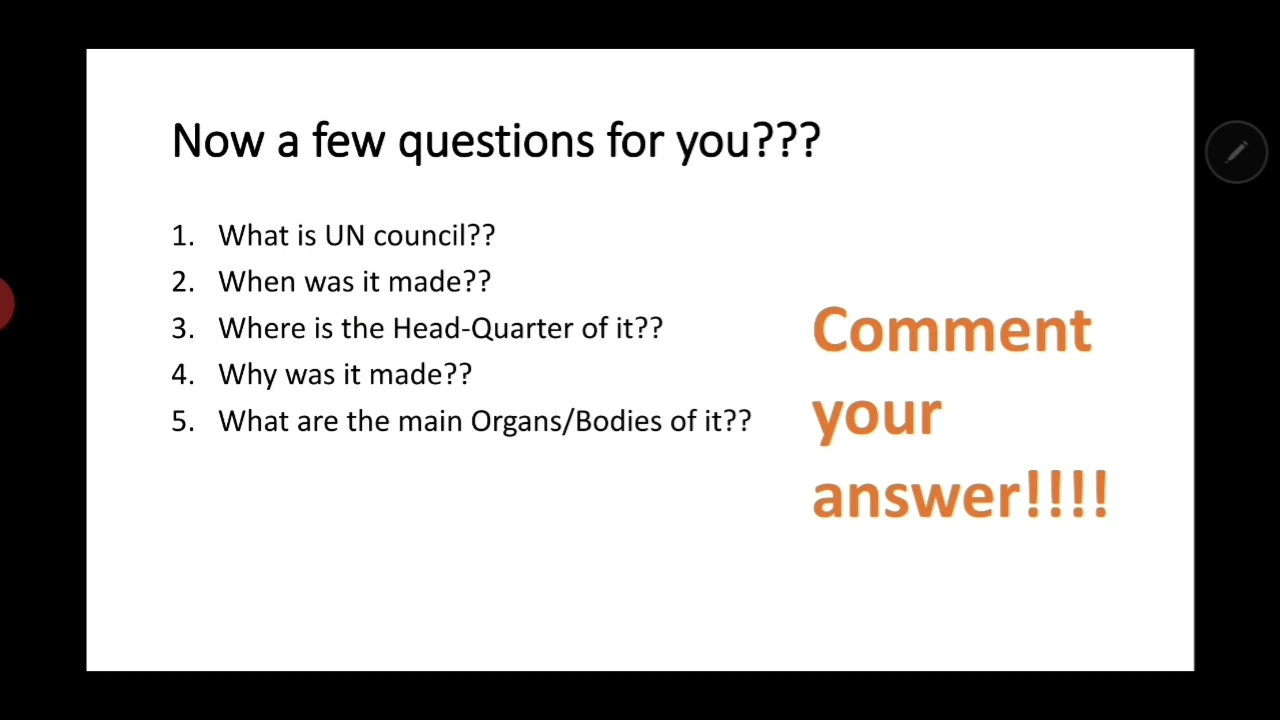 Now a few questions for you???
1. What is UN council??
2. When was it made??
3. Where is the Head-Quarter of it??
4. Why was it made??
5. What are the main Organs/Bodies of it??
Comment
your
answer!!!!